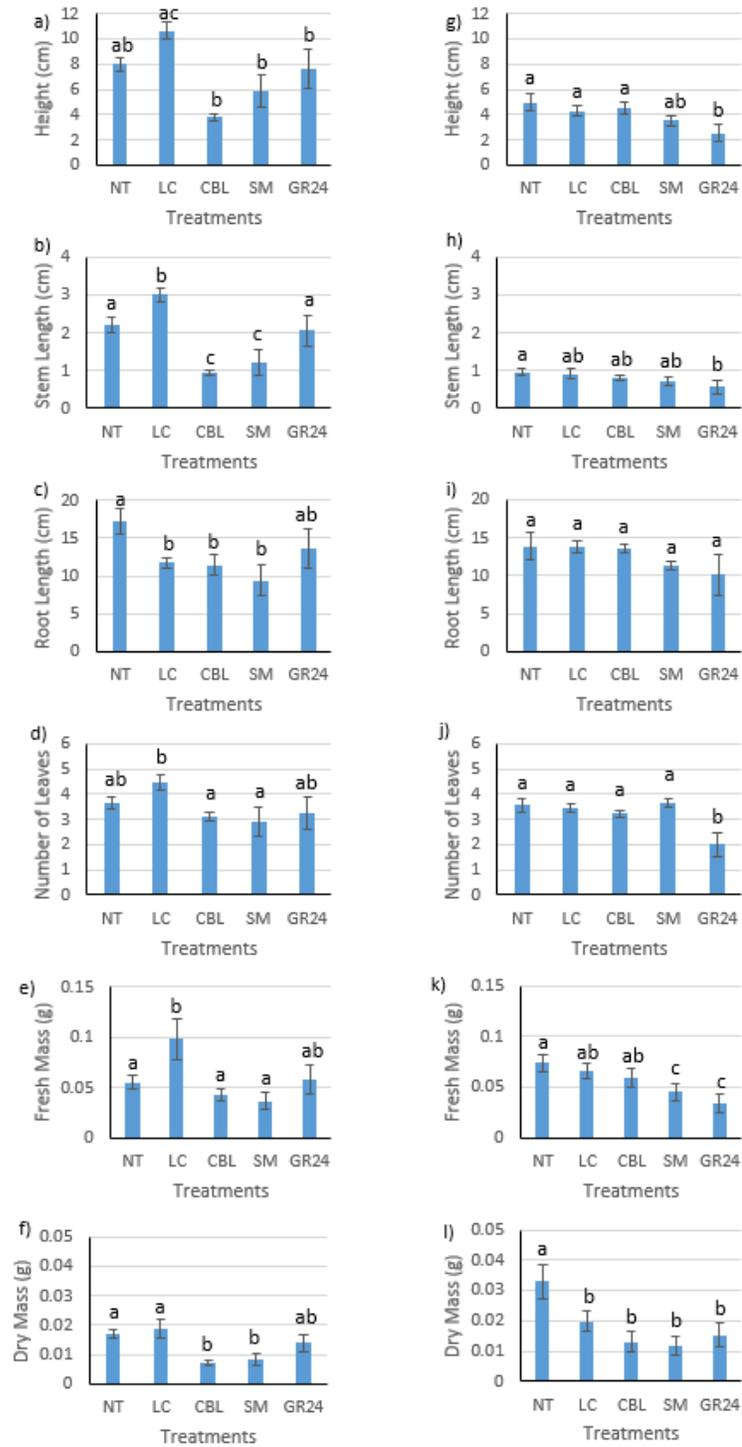 a)
Height (cm)
12
10
8
6
4
2
0
ab
ac
b
b
b
NT LC CBL SM GR24
Treatments
g)
Height (cm)
12
10
8
6
4
2
0
a
a
a
ab
b
NT LC CBL SM GR24
Treatments
b)
Stem Length (cm)
4
3
2
1
0
a
b
c
c
a
NT LC CBL SM GR24
Treatments
h)
Stem Length (cm)
4
3
2
1
0
a
ab
ab
ab
b
NT LC CBL SM GR24
Treatments
c)
Root Length (cm)
20
15
10
5
0
a
b
b
b
ab
NT LC CBL SM GR24
Treatments
i)
Root Length (cm)
20
15
10
5
0
a
a
a
a
a
NT LC CBL SM GR24
Treatments
d)
Number of Leaves
6
5
4
3
2
1
0
ab
b
a
a
ab
NT LC CBL SM GR24
Treatments
j)
Number of Leaves
6
5
4
3
2
1
0
a
a
a
a
b
NT LC CBL SM GR24
Treatments
e)
Fresh Mass (g)
0.15
0.1
0.05
0
a
b
a
a
ab
NT LC CBL SM GR24
Treatments
k)
Fresh Mass (g)
0.15
0.1
0.05
0
a
ab
ab
c
c
NT LC CBL SM GR24
Treatments
f)
Dry Mass (g)
0.05
0.04
0.03
0.02
0.01
0
a
a
b
b
ab
NT LC CBL SM GR24
Treatments
l)
Dry Mass (g)
0.05
0.04
0.03
0.02
0.01
0
a
b
b
b
b
NT LC CBL SM GR24
Treatments